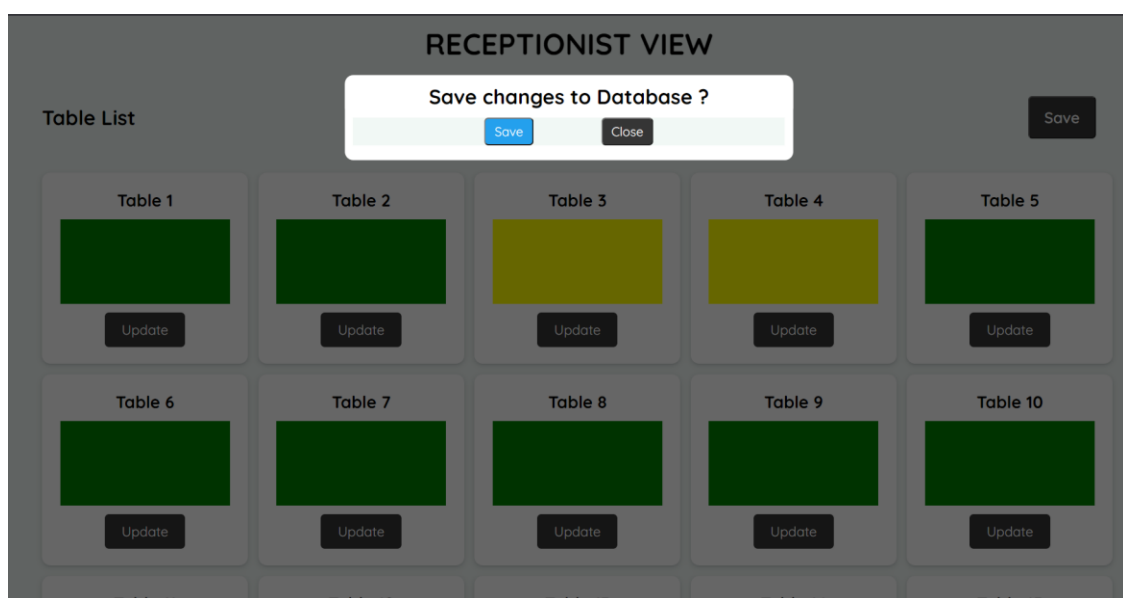 RECEPTIONIST VIEW
Save changes to Database ?
Save Close
Table List
Save
Table 1 Table 2 Table 3 Table 4 Table 5
Update Update Update Update Update
Table 6 Table 7 Table 8 Table 9 Table 10
Update Update Update Update Update